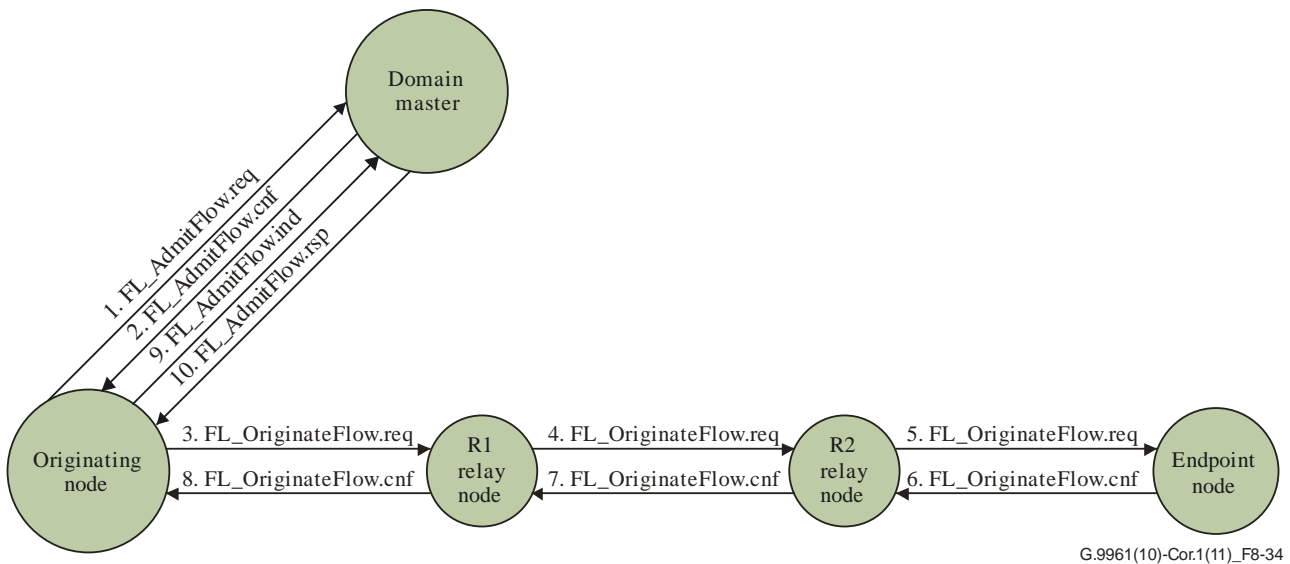 Domain
master
1. FL_AdmitFlow.req
2. FL_AdmitFlow.cnf
9. FL_AdmitFlow.ind
10. FL_AdmitFlow.rsp
Originating
node
3. FL_OriginateFlow.req
8. FL_OriginateFlow.cnf
R1
relay
node
4. FL_OriginateFlow.req
7. FL_OriginateFlow.cnf
R2
relay
node
5. FL_OriginateFlow.req
6. FL_OriginateFlow.cnf
Endpoint
node
G.9961(10)-Cor.1(11)_F8-34